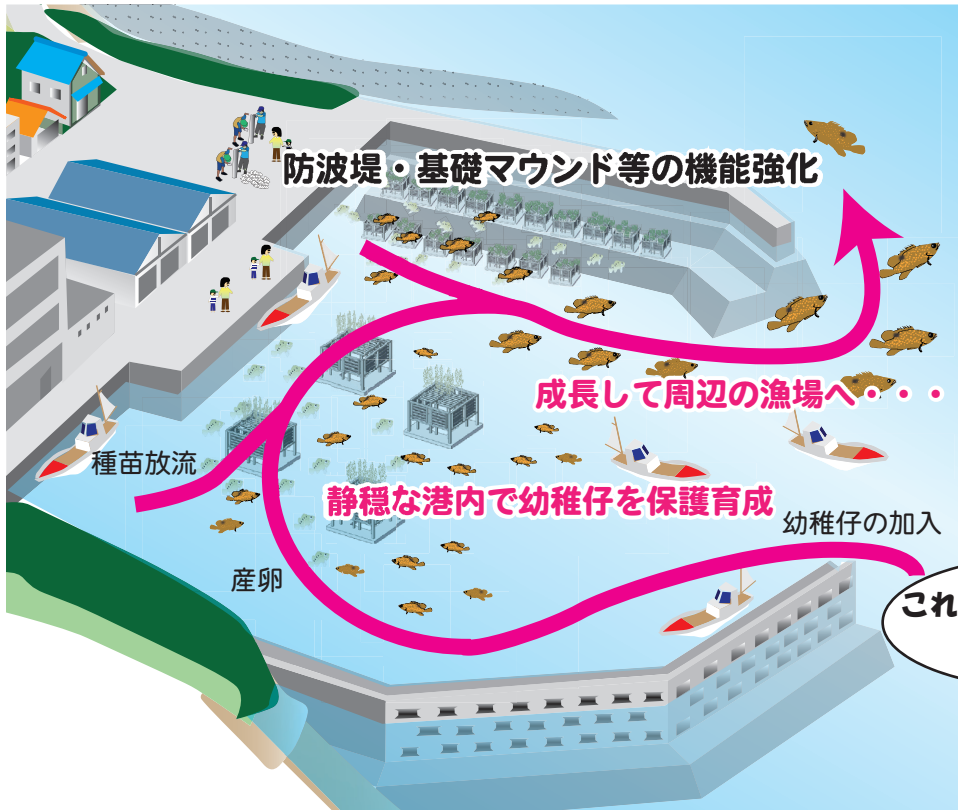 防波堤・基礎マウンド等の機能強化
成長して周辺の漁場へ・・・
種苗放流
静穏な港内で幼稚仔を保護育成
幼稚仔の加入
産卵
これ